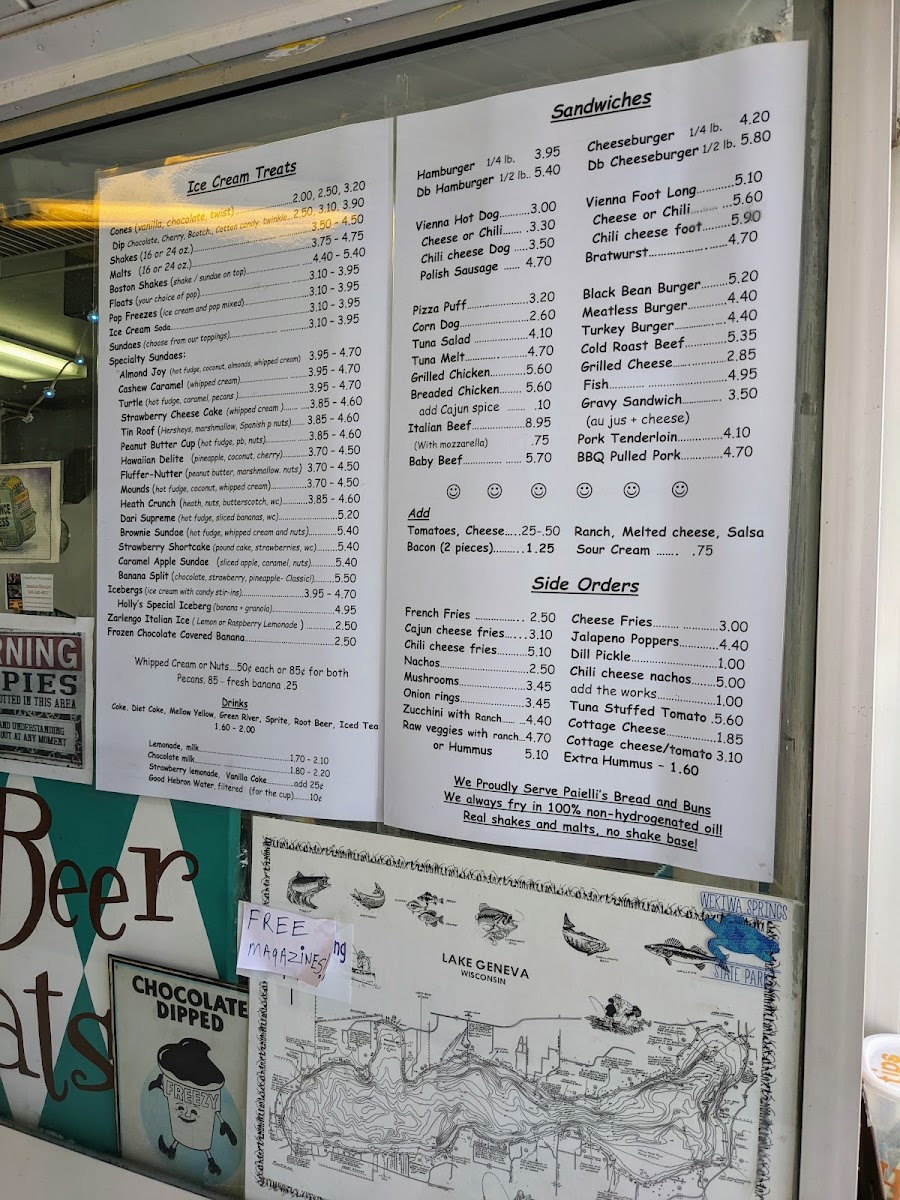 Ice Cream Treats
Cones (vanilla, chocolate, twist)....2.00, 2.50, 3.20
Dip Chocolate, Cherry, Bcotch., Cotton candy. twinkle...2.50, 3.10, 3.90
Shakes (16 or 24 oz.)....3.50 - 4.50
Malts (16 or 24 oz.)....3.75 - 4.75
Boston Shakes (shake / sundae on top)....4.40 - 5.40
Floats (your choice of pop)....3.10 - 3.95
Pop Freezes (ice cream and pop mixed)....3.10 - 3.95
Ice Cream Soda....3.10 - 3.95
Sundaes (choose from our toppings)....3.10 - 3.95
Specialty Sundaes:
Almond Joy (hot fudge, coconut, almonds, whipped cream) 3.95 - 4.70
Cashew Caramel (whipped cream)....3.95 - 4.70
Turtle (hot fudge, caramel, pecans)....3.95 - 4.70
Strawberry Cheese Cake (whipped cream)....3.85 - 4.60
Tin Roof (Hersheys, marshmallow, Spanish p nuts)....3.85 - 4.60
Peanut Butter Cup (hot fudge, pb, nuts)....3.85 - 4.60
Hawaiian Delite (pineapple, coconut, cherry)....3.70 - 4.50
Fluffer-Nutter (peanut butter, marshmallow. nuts) 3.70 - 4.50
Mounds (hot fudge, coconut, whipped cream)....3.70 - 4.50
Heath Crunch (heath, nuts, butterscotch, wc)....3.85 - 4.60
Dari Supreme (hot fudge, sliced bananas, wc)....5.20
Brownie Sundae (hot fudge, whipped cream and nuts)....5.40
Strawberry Shortcake (pound cake, strawberries, wc)....5.40
Caramel Apple Sundae (sliced apple, caramel, nuts)....5.40
Banana Split (chocolate, strawberry, pineapple- Classic!)....5.50
Icebergs (ice cream with candy stir-ins)....3.95 - 4.70
Holly's Special Iceberg (banana + granola)....4.95
Zarlengo Italian Ice (Lemon or Raspberry Lemonade)....2.50
Frozen Chocolate Covered Banana....2.50
Whipped Cream or Nuts....50¢ each or 85¢ for both
Pecans, .85 - fresh banana .25
Drinks
Coke, Diet Coke, Mellow Yellow, Green River, Sprite, Root Beer, Iced Tea
1.60 - 2.00
Lemonade, milk....1.70 - 2.10
Chocolate milk....1.80 - 2.20
Strawberry lemonade, Vanilla Coke....add 25¢
Good Hebron Water, filtered (for the cup)....10¢
Sandwiches
Hamburger 1/4 lb. 3.95
Db Hamburger 1/2 lb.. 5.40
Cheeseburger 1/4 lb. 4.20
Db Cheeseburger 1/2 lb. 5.80
Vienna Hot Dog....3.00
Cheese or Chili....3.30
Chili cheese Dog....3.50
Polish Sausage....4.70
Vienna Foot Long....5.10
Cheese or Chili....5.60
Chili cheese foot....5.90
Bratwurst....4.70
Pizza Puff....3.20
Corn Dog....2.60
Tuna Salad....4.10
Tuna Melt....4.70
Grilled Chicken....5.60
Breaded Chicken....5.60
add Cajun spice....10
Italian Beef....8.95
(With mozzarella) .75
Baby Beef....5.70
Black Bean Burger....5.20
Meatless Burger....4.40
Turkey Burger....4.40
Cold Roast Beef....5.35
Grilled Cheese....2.85
Fish....4.95
Gravy Sandwich....3.50
(au jus + cheese)
Pork Tenderloin....4.10
BBQ Pulled Pork....4.70
Add
Tomatoes, Cheese....25-.50
Bacon (2 pieces)....1.25
Ranch, Melted cheese, Salsa
Sour Cream....75
Side Orders
French Fries....2.50
Cajun cheese fries....3.10
Chili cheese fries....5.10
Nachos....2.50
Mushrooms....3.45
Onion rings....3.45
Zucchini with Ranch....4.40
Raw veggies with ranch...4.70
or Hummus 5.10
Cheese Fries....3.00
Jalapeno Poppers....4.40
Dill Pickle....1.00
Chili cheese nachos....5.00
add the works....1.00
Tuna Stuffed Tomato .5.60
Cottage Cheese....1.85
Cottage cheese/tomato 3.10
Extra Hummus - 1.60
We Proudly Serve Paielli's Bread and Buns
We always fry in 100% non-hydrogenated oil!
Real shakes and malts, no shake base!
RNING
PIES
OTTED IN THIS AREA
AND UNDERSTANDING
OUT AT ANY MOMENT
Beer
ats
CHOCOLATE
DIPPED
FREEZY
FREE
MAGAZINES!
ng
LAKE GENEVA
WISCONSIN
WEKIWA SPRINGS
STATE PARK